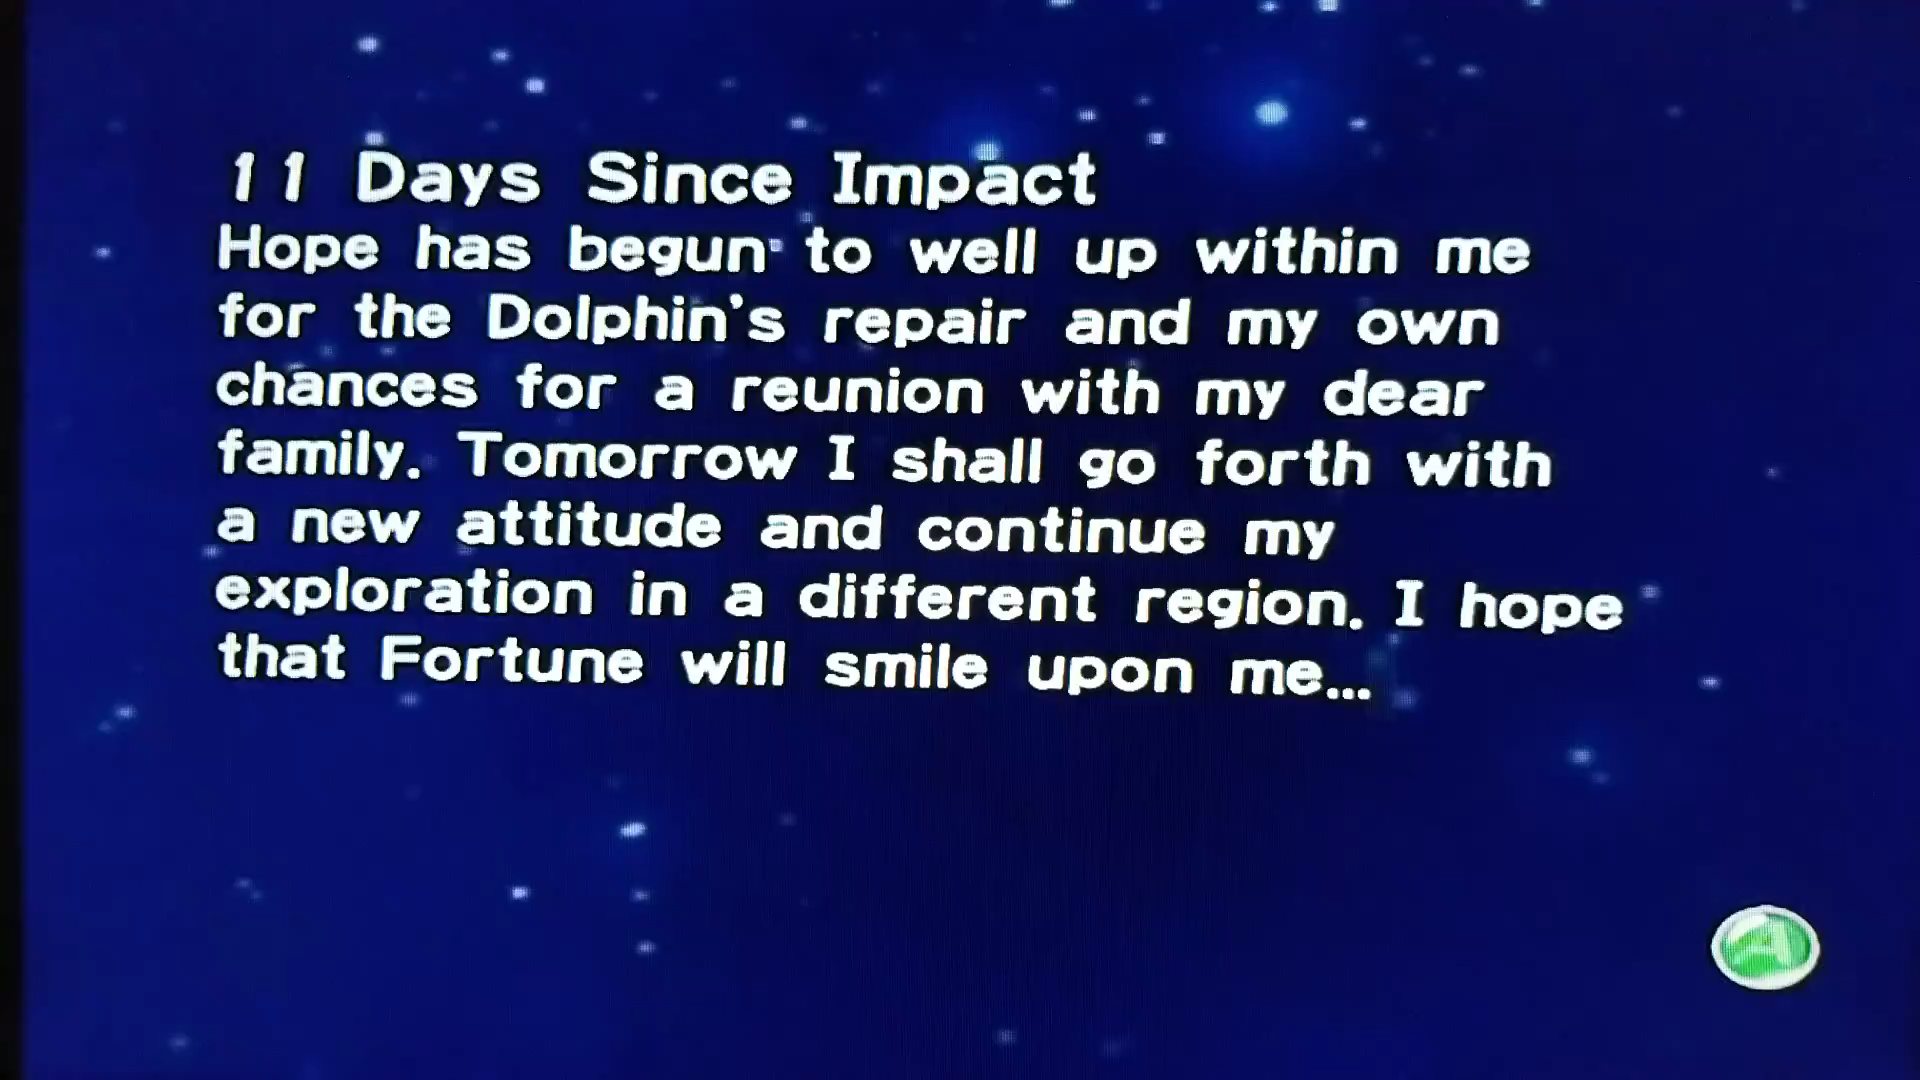 11 Days Since Impact
Hope has begun to well up within me
for the Dolphin's repair and my own
chances for a reunion with my dear
family. Tomorrow I shall go forth with
a new attitude and continue my
exploration in a different region. I hope
that Fortune will smile upon me...
A